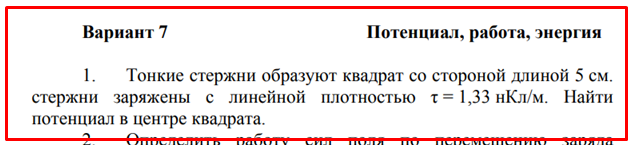 Вариант 7 Потенциал, работа, энергия
1. Тонкие стержни образуют квадрат со стороной длиной 5 см.
стержни заряжены с линейной плотностью τ = 1,33 нКл/м. Найти
потенциал в центре квадрата.
2. Определить работу сил поля по перемещению заряда